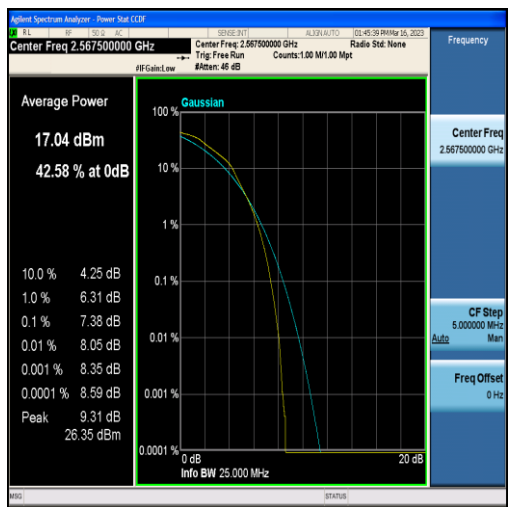 Agilent Spectrum Analyzer - Power Stat CCDF
RL RF 50 Ω AC SENSE:INT ALIGN AUTO 01:45:39 PM Mar 16, 2023
Center Freq 2.567500000 GHz
Center Freq: 2.567500000 GHz Radio Std: None
Trig: Free Run Counts:1.00 M/1.00 Mpt
#IFGain:Low #Atten: 46 dB
Frequency
Average Power
17.04 dBm
42.58 % at 0dB
10.0 % 4.25 dB
1.0 % 6.31 dB
0.1 % 7.38 dB
0.01 % 8.05 dB
0.001 % 8.35 dB
0.0001 % 8.59 dB
Peak 9.31 dB
26.35 dBm
Gaussian
100 %
10 %
1 %
0.1 %
0.01 %
0.001 %
0.0001 %
0 dB 20 dB
Info BW 25.000 MHz
Center Freq
2.567500000 GHz
CF Step
5.000000 MHz
Auto Man
Freq Offset
0 Hz
MSG STATUS